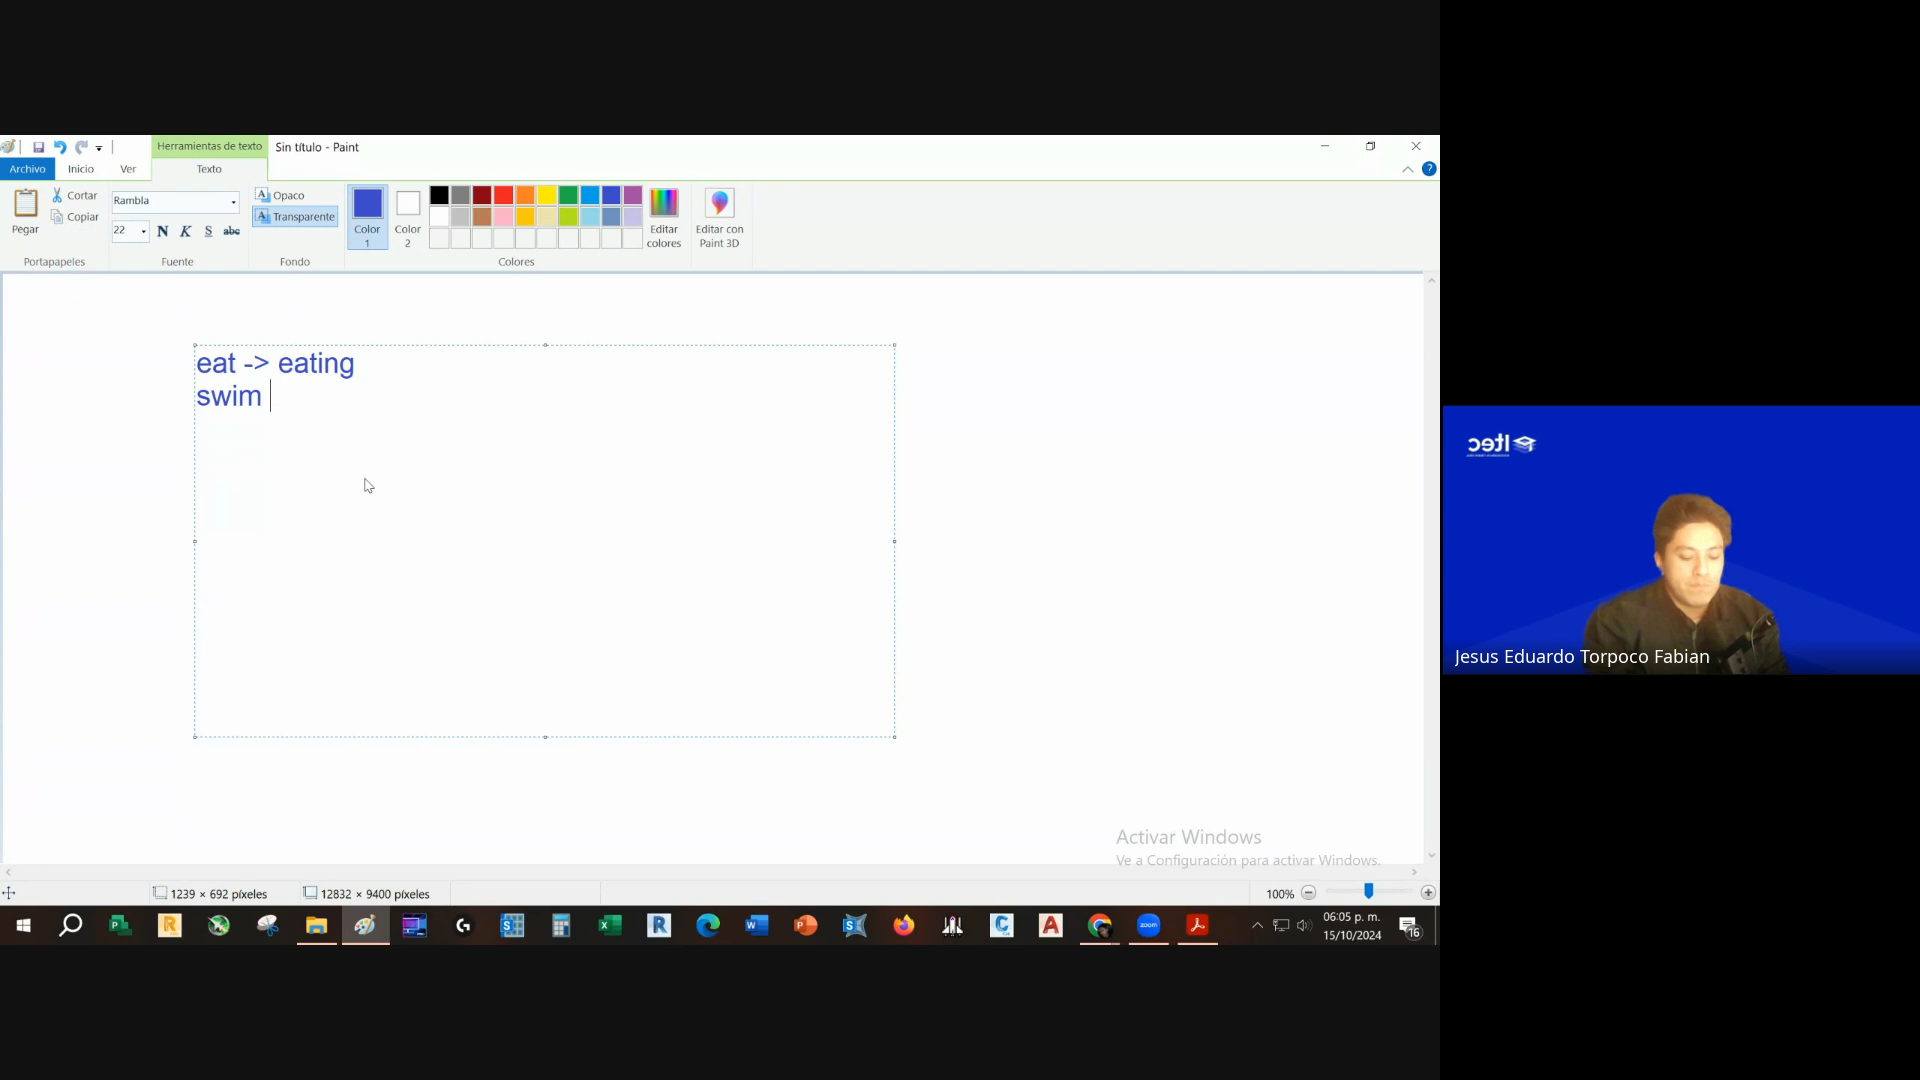 Herramientas de texto
Sin título - Paint
Archivo
Inicio
Ver
Texto
Pegar
Cortar
Copiar
Portapapeles
Rambla
22
N K S abc
Fuente
Opaco
Transparente
Fondo
Color
1
Color
2
Editar
colores
Colores
Editar con
Paint 3D
eat -> eating
swim
Activar Windows
Ve a Configuración para activar Windows.
1239 × 692 píxeles
12832 × 9400 píxeles
100%
06:05 p. m.
15/10/2024
16
zoom
Itec
Jesus Eduardo Torpoco Fabian